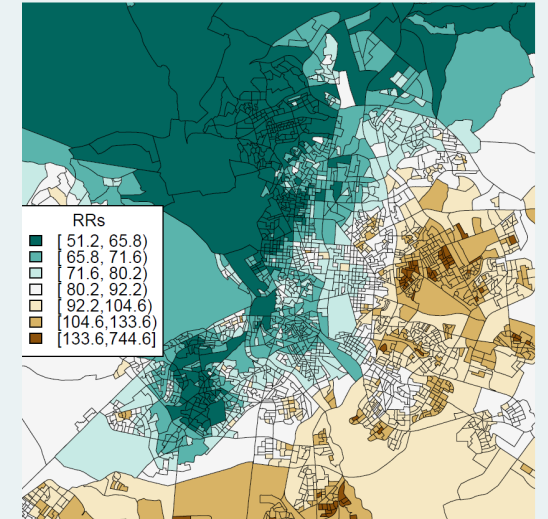 RRs
[ 51.2, 65.8)
[ 65.8, 71.6)
[ 71.6, 80.2)
[ 80.2, 92.2)
[ 92.2,104.6)
[104.6,133.6)
[133.6,744.6]